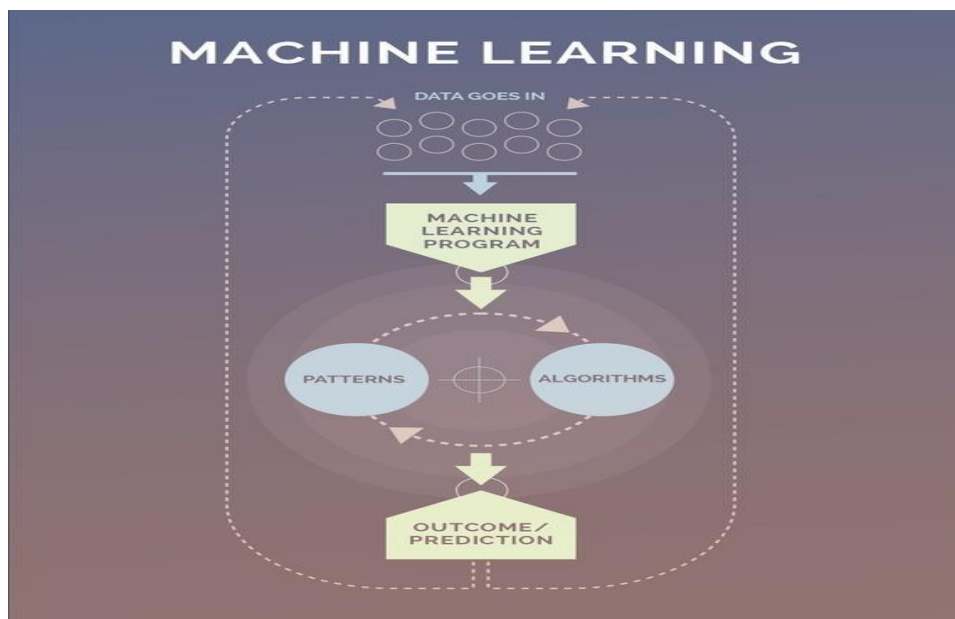 MACHINE LEARNING
DATA GOES IN
MACHINE
LEARNING
PROGRAM
PATTERNS
ALGORITHMS
OUTCOME/
PREDICTION